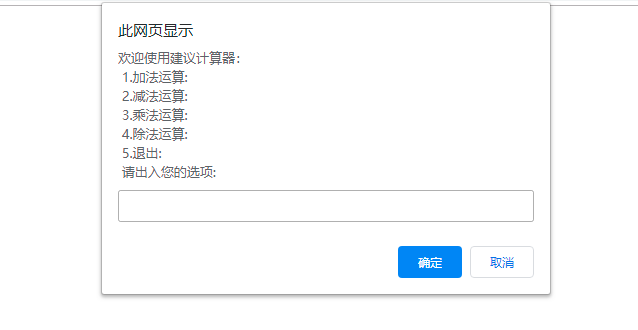 此网页显示
欢迎使用建议计算器：
1.加法运算:
2.减法运算:
3.乘法运算:
4.除法运算:
5.退出:
请出入您的选项:
确定
取消